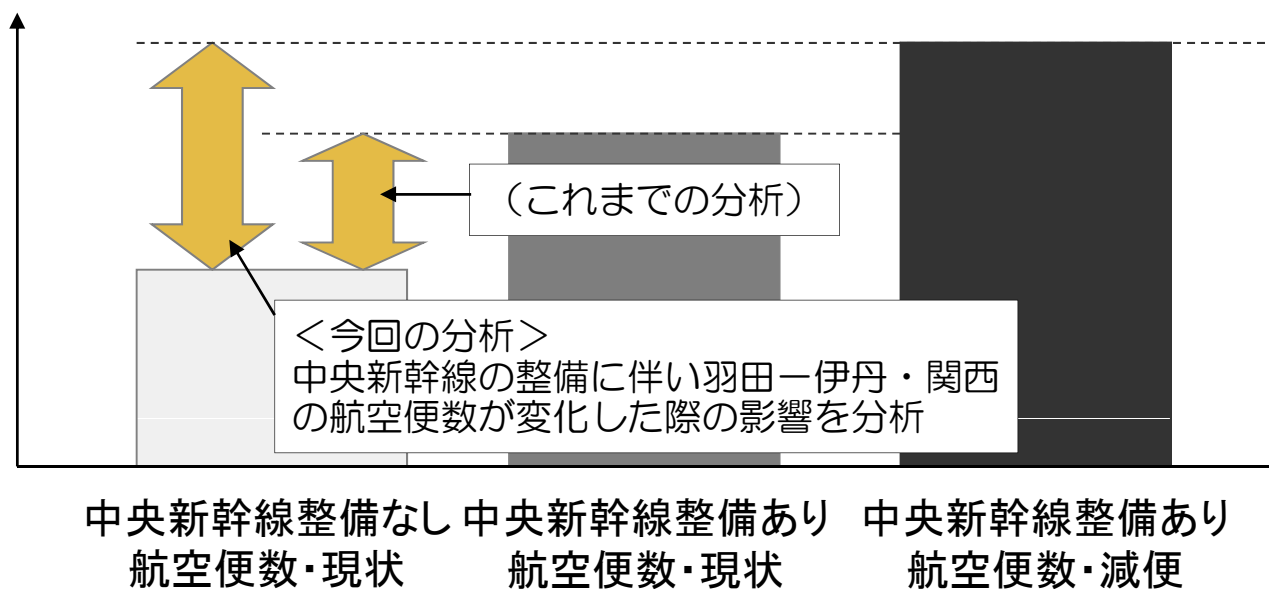 （これまでの分析）
＜今回の分析＞
中央新幹線の整備に伴い羽田ー伊丹・関西
の航空便数が変化した際の影響を分析
中央新幹線整備なし 中央新幹線整備あり 中央新幹線整備あり
航空便数・現状 航空便数・現状 航空便数・減便